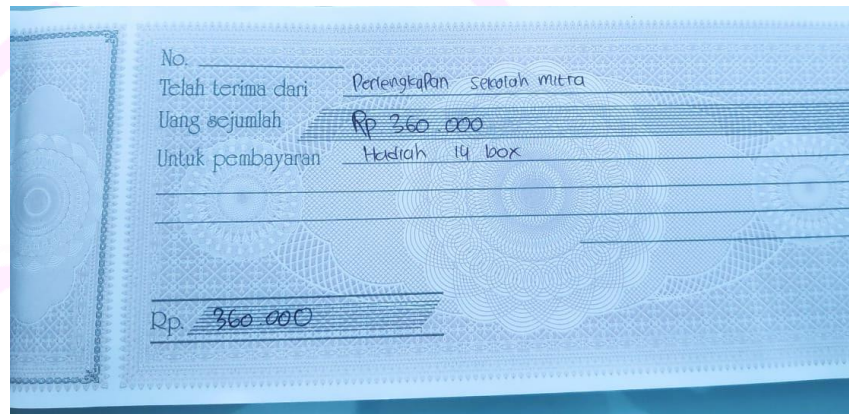 No.
Telah terima dari Perlengkapan sekolah mitra
Uang sejumlah Rp 360.000
Untuk pembayaran Hadiah 14 box
Rp. 360.000